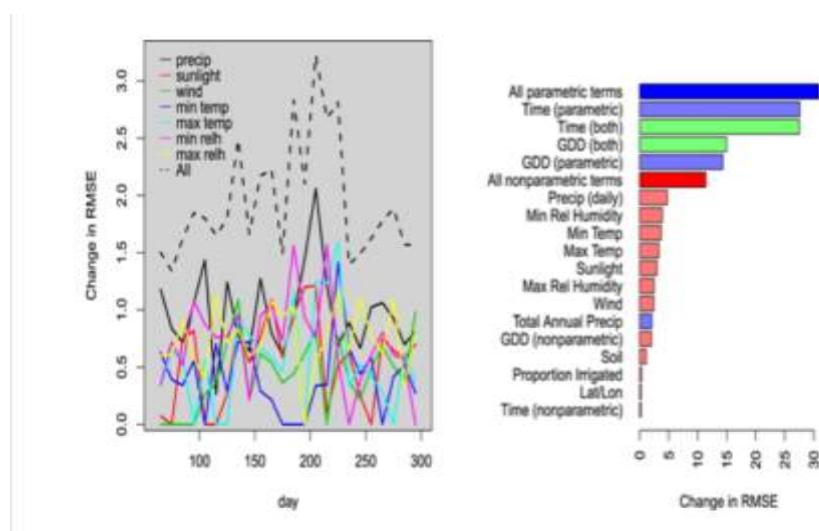 precip
sunlight
wind
min temp
max temp
min relh
max relh
All
Change in RMSE
0.0
0.5
1.0
1.5
2.0
2.5
3.0
100
150
200
250
300
day
All parametric terms
Time (parametric)
Time (both)
GDD (both)
GDD (parametric)
All nonparametric terms
Precip (daily)
Min Rel Humidity
Min Temp
Max Temp
Sunlight
Max Rel Humidity
Wind
Total Annual Precip
GDD (nonparametric)
Soil
Proportion Irrigated
Lat/Lon
Time (nonparametric)
0
5
10
15
20
25
30
Change in RMSE